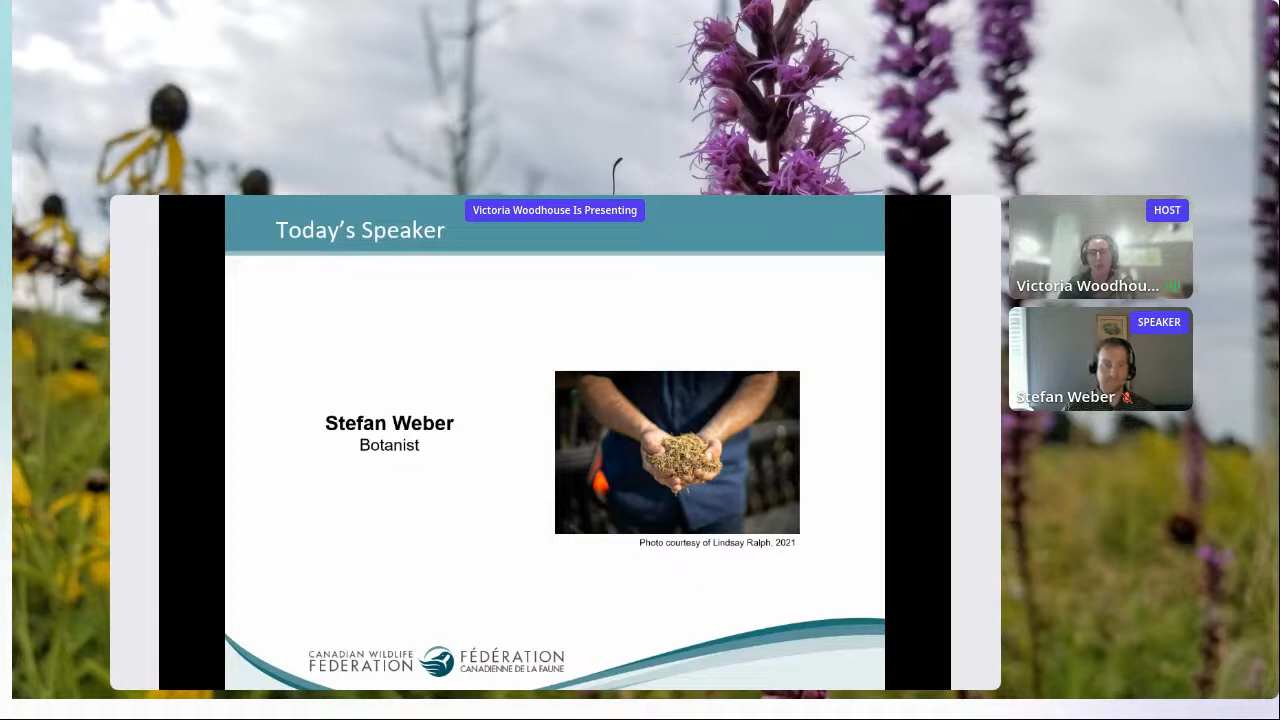 Victoria Woodhouse Is Presenting
Today's Speaker
Stefan Weber
Botanist
Photo courtesy of Lindsay Ralph, 2021
CANADIAN WILDLIFE
FEDERATION
FÉDÉRATION
CANADIENNE DE LA FAUNE
HOST
Victoria Woodhou...
SPEAKER
Stefan Weber